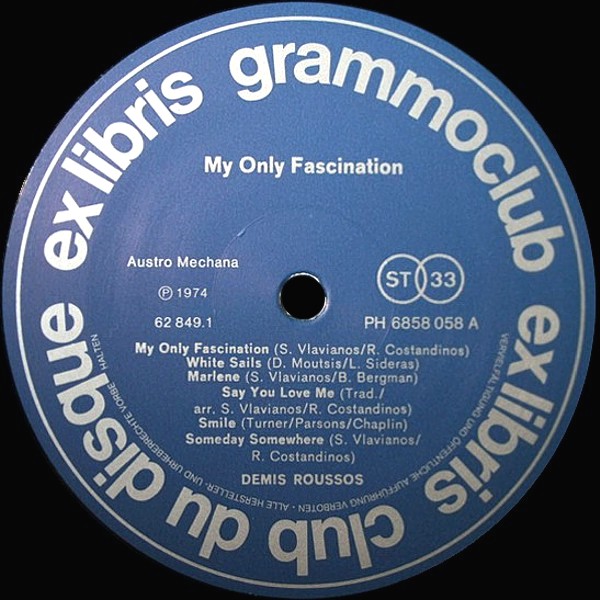 ex libris grammoclub
ex libris club du disque
My Only Fascination
Austro Mechana
ST 33
Ⓟ 1974
62 849.1
PH 6858 058 A
My Only Fascination (S. Vlavianos/R. Costandinos)
White Sails (D. Moutsis/L. Sideras)
Marlene (S. Vlavianos/B. Bergman)
Say You Love Me (Trad./
arr. S. Vlavianos/R. Costandinos)
Smile (Turner/Parsons/Chaplin)
Someday Somewhere (S. Vlavianos/
R. Costandinos)
DEMIS ROUSSOS
VERVIELFÄLTIGUNG UND ÖFFENTLICHE AUFFÜHRUNG VERBOTEN - ALLE HERSTELLER- UND URHEBERRECHTE VORBEHALTEN